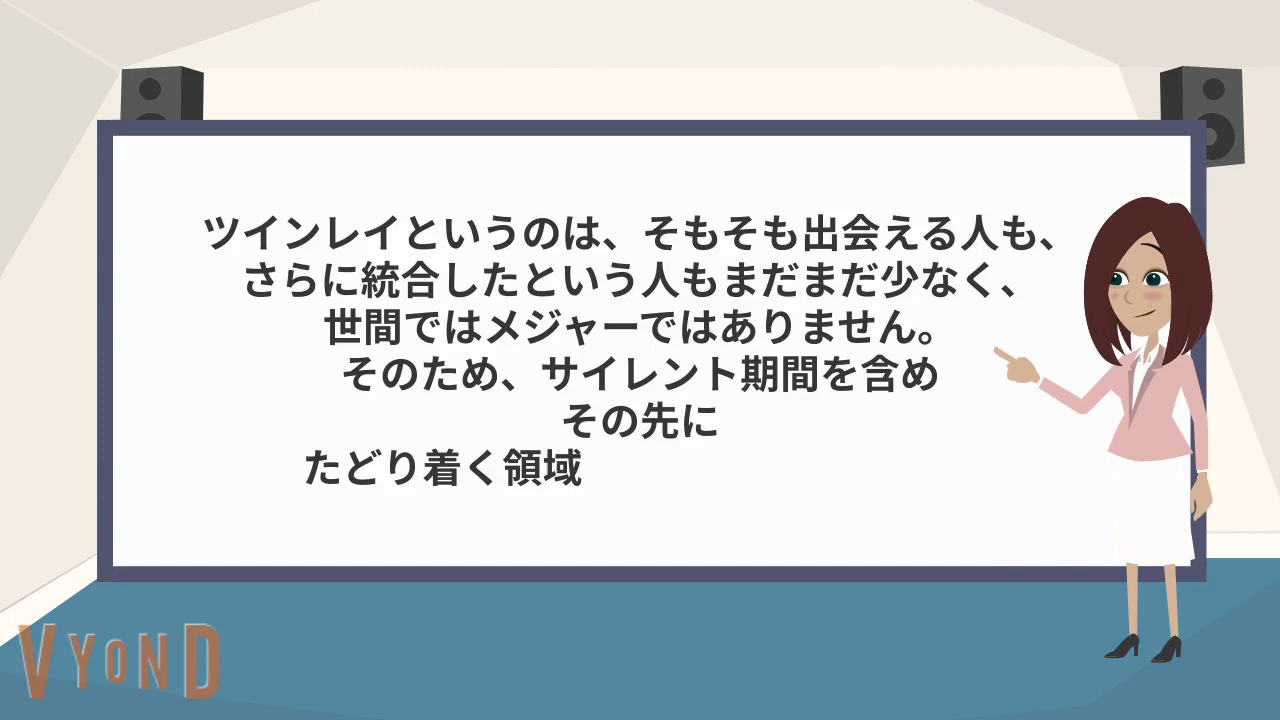 ツインレイというのは、そもそも出会える人も、
さらに統合したという人もまだまだ少なく、
世間ではメジャーではありません。
そのため、サイレント期間を含め
その先に
たどり着く領域
VYOND